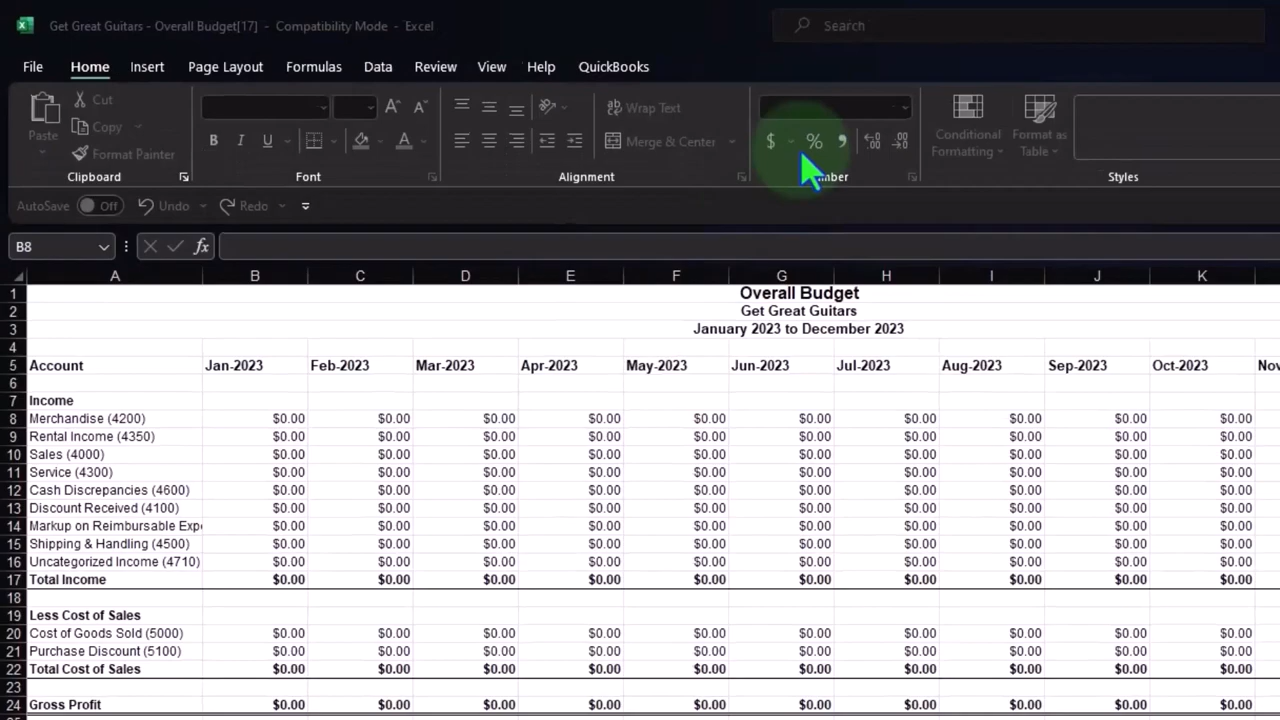 Get Great Guitars - Overall Budget[17] - Compatibility Mode - Excel
Search
File Home Insert Page Layout Formulas Data Review View Help QuickBooks
Paste
Cut
Copy
Format Painter
Clipboard
B I U A
Font
Wrap Text
Merge & Center
Alignment
$ % ,
Conditional Formatting
Format as Table
Styles
AutoSave Off Undo Redo
B8 fx
A B C D E F G H I J K
1 Overall Budget
2 Get Great Guitars
3 January 2023 to December 2023
4
5 Account Jan-2023 Feb-2023 Mar-2023 Apr-2023 May-2023 Jun-2023 Jul-2023 Aug-2023 Sep-2023 Oct-2023
6
7 Income
8 Merchandise (4200) $0.00 $0.00 $0.00 $0.00 $0.00 $0.00 $0.00 $0.00 $0.00 $0.00
9 Rental Income (4350) $0.00 $0.00 $0.00 $0.00 $0.00 $0.00 $0.00 $0.00 $0.00 $0.00
10 Sales (4000) $0.00 $0.00 $0.00 $0.00 $0.00 $0.00 $0.00 $0.00 $0.00 $0.00
11 Service (4300) $0.00 $0.00 $0.00 $0.00 $0.00 $0.00 $0.00 $0.00 $0.00 $0.00
12 Cash Discrepancies (4600) $0.00 $0.00 $0.00 $0.00 $0.00 $0.00 $0.00 $0.00 $0.00 $0.00
13 Discount Received (4100) $0.00 $0.00 $0.00 $0.00 $0.00 $0.00 $0.00 $0.00 $0.00 $0.00
14 Markup on Reimbursable $0.00 $0.00 $0.00 $0.00 $0.00 $0.00 $0.00 $0.00 $0.00 $0.00
15 Shipping & Handling (4500) $0.00 $0.00 $0.00 $0.00 $0.00 $0.00 $0.00 $0.00 $0.00 $0.00
16 Uncategorized Income (4710) $0.00 $0.00 $0.00 $0.00 $0.00 $0.00 $0.00 $0.00 $0.00 $0.00
17 Total Income $0.00 $0.00 $0.00 $0.00 $0.00 $0.00 $0.00 $0.00 $0.00 $0.00
18
19 Less Cost of Sales
20 Cost of Goods Sold (5000) $0.00 $0.00 $0.00 $0.00 $0.00 $0.00 $0.00 $0.00 $0.00 $0.00
21 Purchase Discount (5100) $0.00 $0.00 $0.00 $0.00 $0.00 $0.00 $0.00 $0.00 $0.00 $0.00
22 Total Cost of Sales $0.00 $0.00 $0.00 $0.00 $0.00 $0.00 $0.00 $0.00 $0.00 $0.00
23
24 Gross Profit $0.00 $0.00 $0.00 $0.00 $0.00 $0.00 $0.00 $0.00 $0.00 $0.00